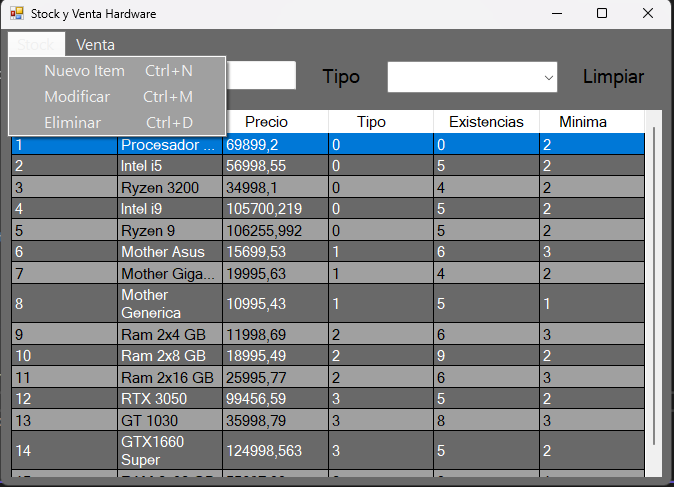 Stock y Venta Hardware
Stock Venta
Nuevo Item Ctrl+N
Modificar Ctrl+M
Eliminar Ctrl+D
Tipo Limpiar
Precio Tipo Existencias Minima
1 Procesador ... 69899,2 0 0 2
2 Intel i5 56998,55 0 5 2
3 Ryzen 3200 34998,1 0 4 2
4 Intel i9 105700,219 0 5 2
5 Ryzen 9 106255,992 0 5 2
6 Mother Asus 15699,53 1 6 3
7 Mother Giga... 19995,63 1 4 2
8 Mother Generica 10995,43 1 5 1
9 Ram 2x4 GB 11998,69 2 6 3
10 Ram 2x8 GB 18995,49 2 9 2
11 Ram 2x16 GB 25995,77 2 6 3
12 RTX 3050 99456,59 3 5 2
13 GT 1030 35998,79 3 8 3
14 GTX1660 Super 124998,563 3 5 2